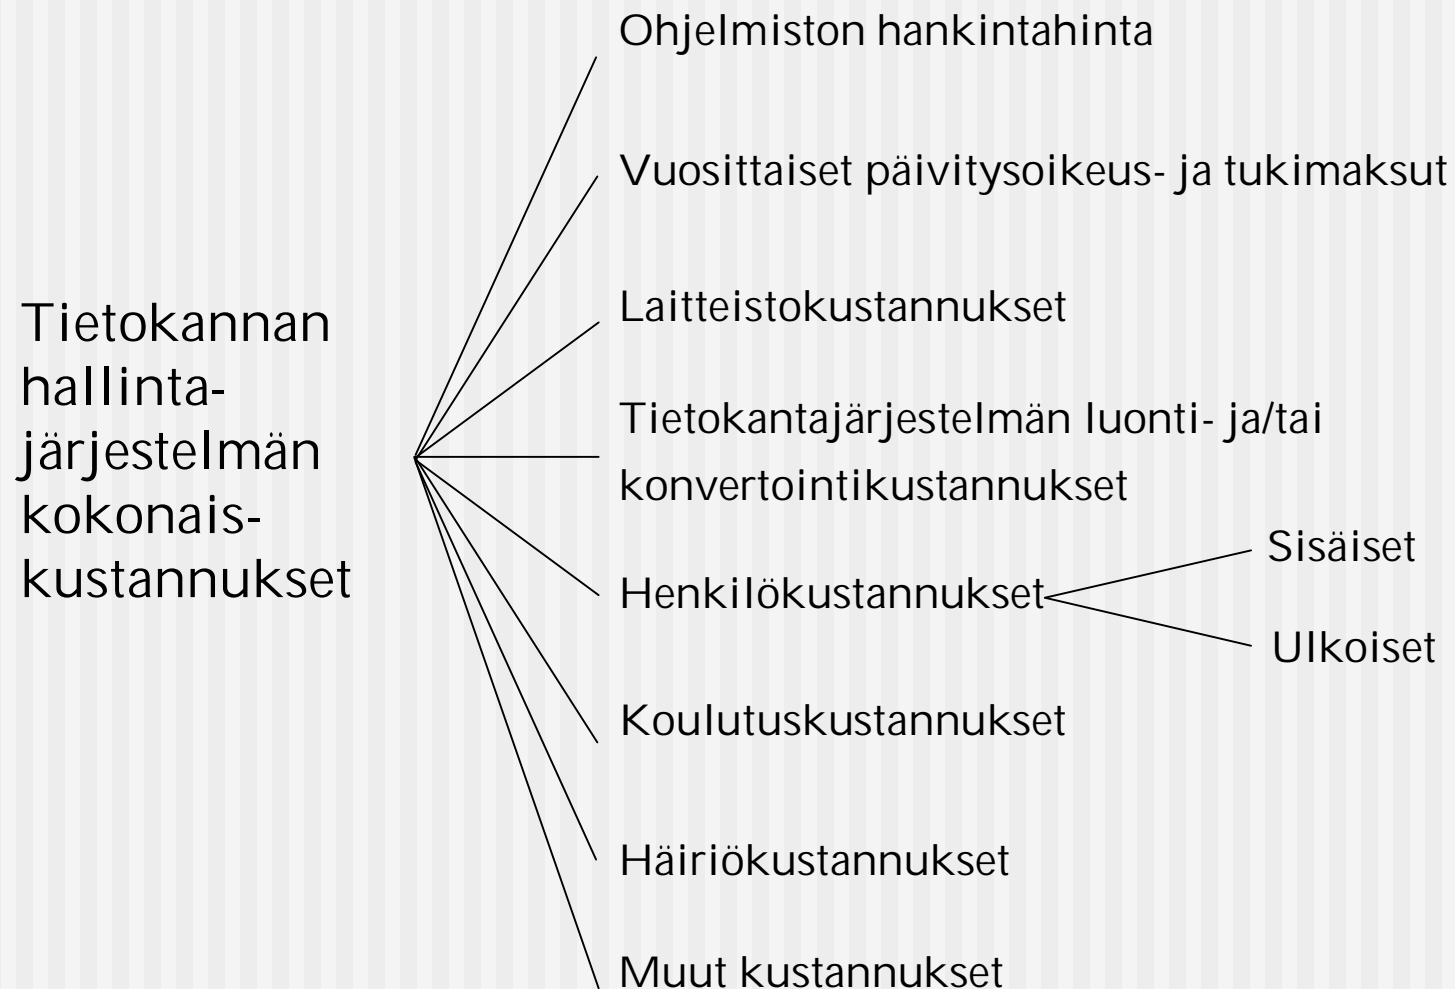 Tietokannan
hallinta-
järjestelmän
kokonais-
kustannukset
Ohjelmiston hankintahinta
Vuosittaiset päivitysoikeus- ja tukimaksut
Laitteistokustannukset
Tietokantajärjestelmän luonti- ja/tai
konvertointikustannukset
Henkilökustannukset
Sisäiset
Ulkoiset
Koulutuskustannukset
Häiriökustannukset
Muut kustannukset